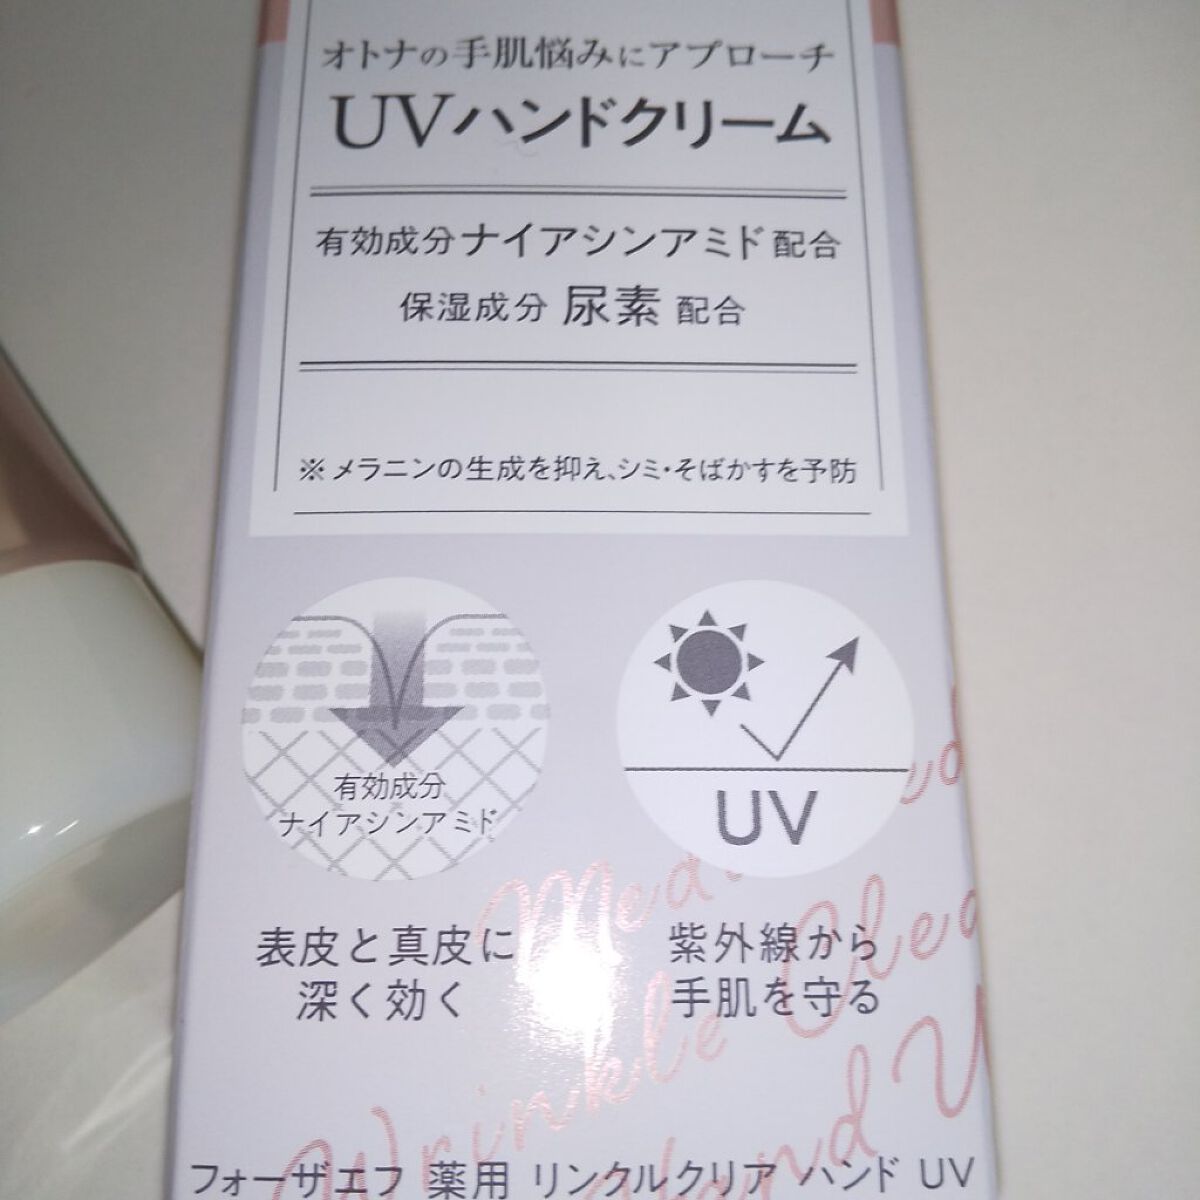 オトナの手肌悩みにアプローチ
UVハンドクリーム
有効成分ナイアシンアミド配合
保湿成分 尿素 配合
※メラニンの生成を抑え、シミ・そばかすを予防
有効成分
ナイアシンアミド
UV
表皮と真皮に
深く効く
紫外線から
手肌を守る
Wrinkle Clea
フォーザエフ 薬用 リンクルクリア ハンド UV